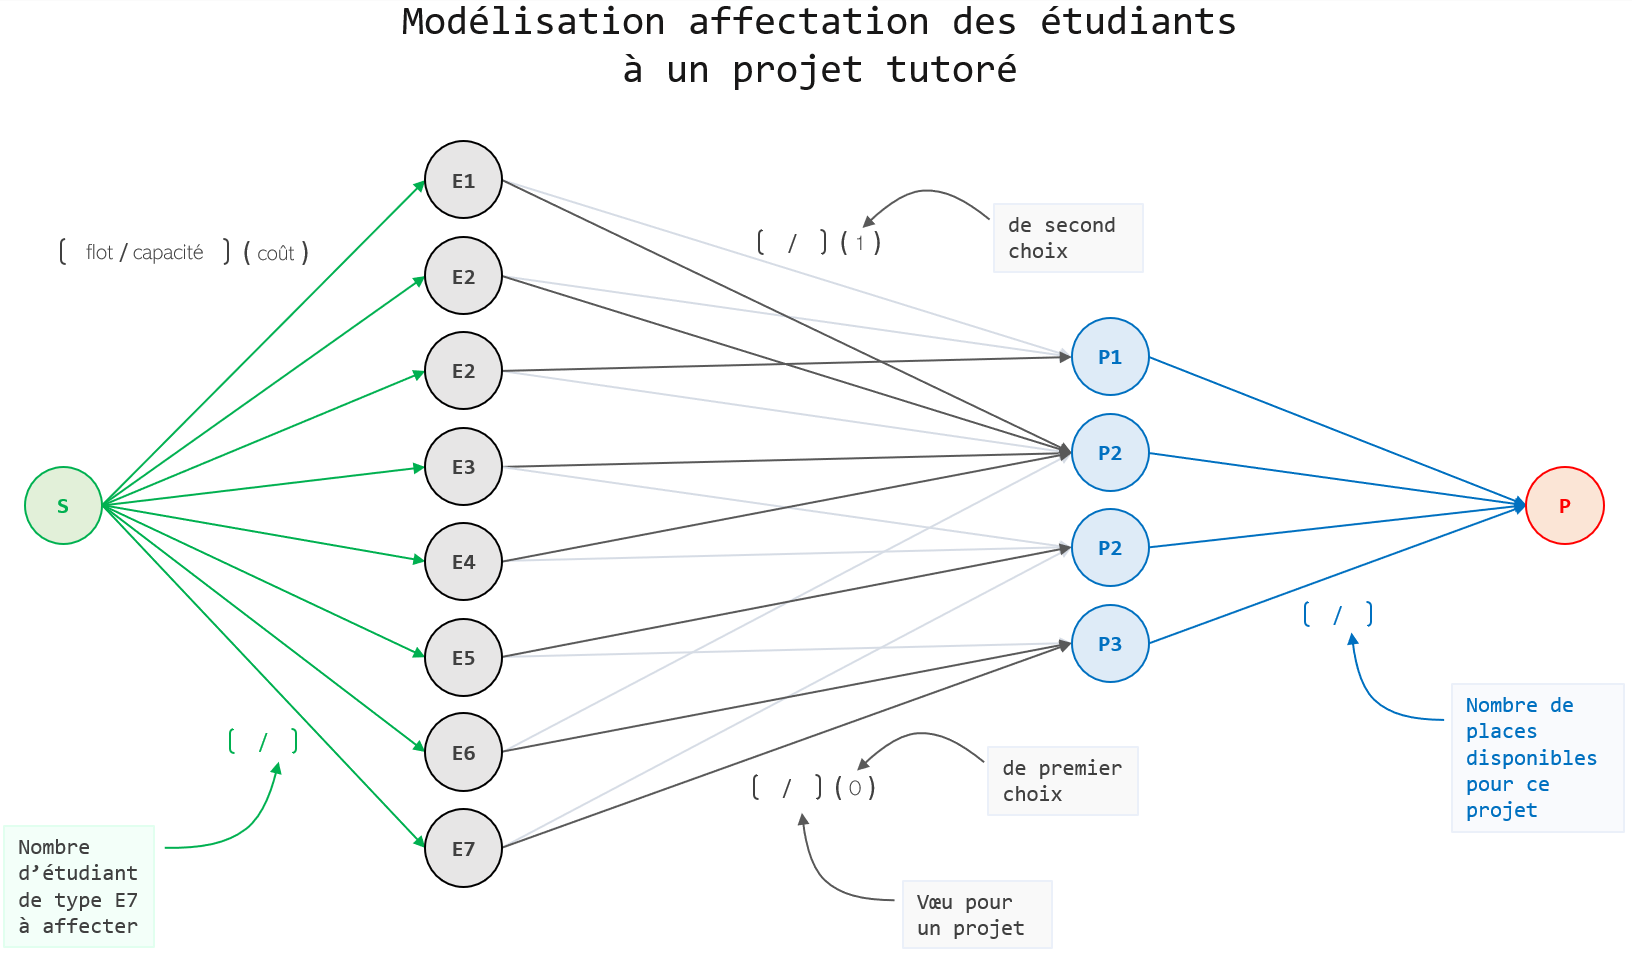 Modélisation affectation des étudiants
à un projet tutoré
E1
[ flot / capacité ] ( coût )
[ / ] ( 1 )
de second
choix
E2
P1
E2
P2
E3
S
P
P2
E4
[ / ]
P3
E5
Nombre de
places
disponibles
pour ce
projet
[ / ]
E6
de premier
choix
[ / ] ( 0 )
E7
Nombre
d’étudiant
de type E7
à affecter
Vœu pour
un projet